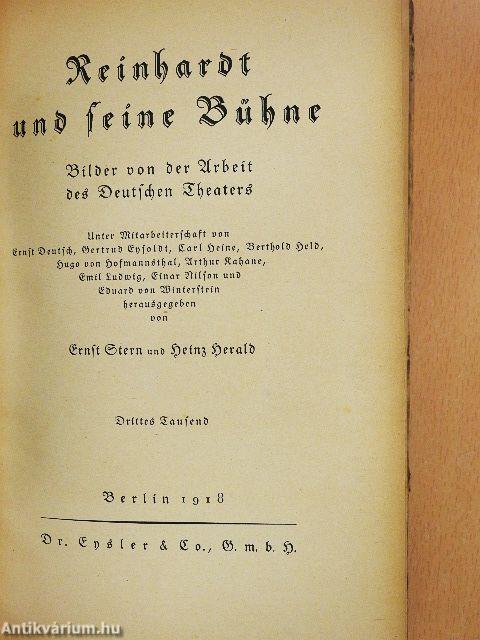 Reinhardt
und seine Bühne
Bilder von der Arbeit
des Deutschen Theaters
Unter Mitarbeiterschaft von
Ernst Deutsch, Gertrud Eysoldt, Carl Heine, Berthold Held,
Hugo von Hofmannsthal, Arthur Kahane,
Emil Ludwig, Einar Nilson und
Eduard von Winterstein
herausgegeben
von
Ernst Stern und Heinz Herald
Drittes Tausend
Berlin 1918
Dr. Eysler & Co., G. m. b. H.
Antikvárium.hu